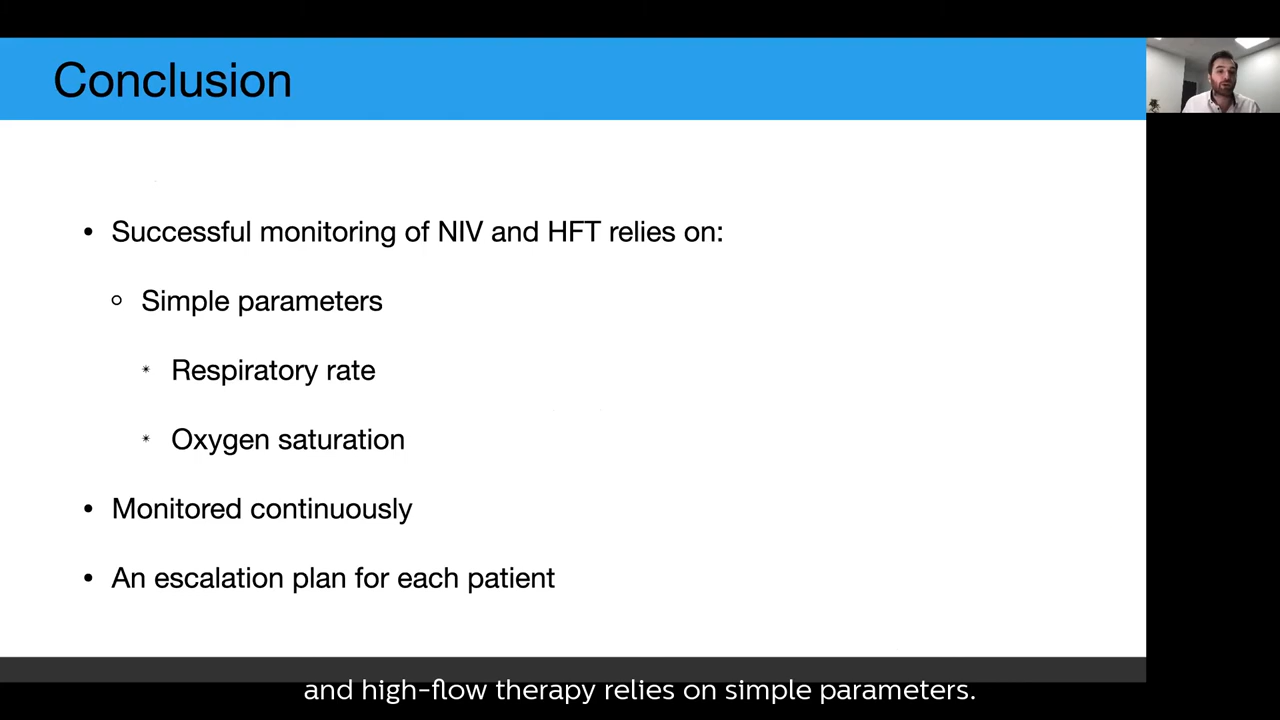 Conclusion
• Successful monitoring of NIV and HFT relies on:
○ Simple parameters
* Respiratory rate
* Oxygen saturation
• Monitored continuously
• An escalation plan for each patient
and high-flow therapy relies on simple parameters.